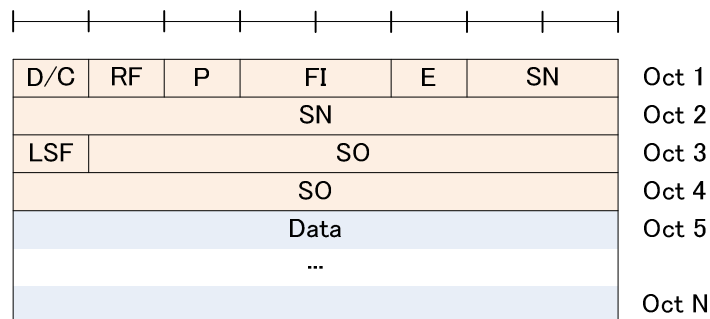 D/C RF P FI E SN Oct 1
SN Oct 2
LSF SO Oct 3
SO Oct 4
Data Oct 5
...
Oct N